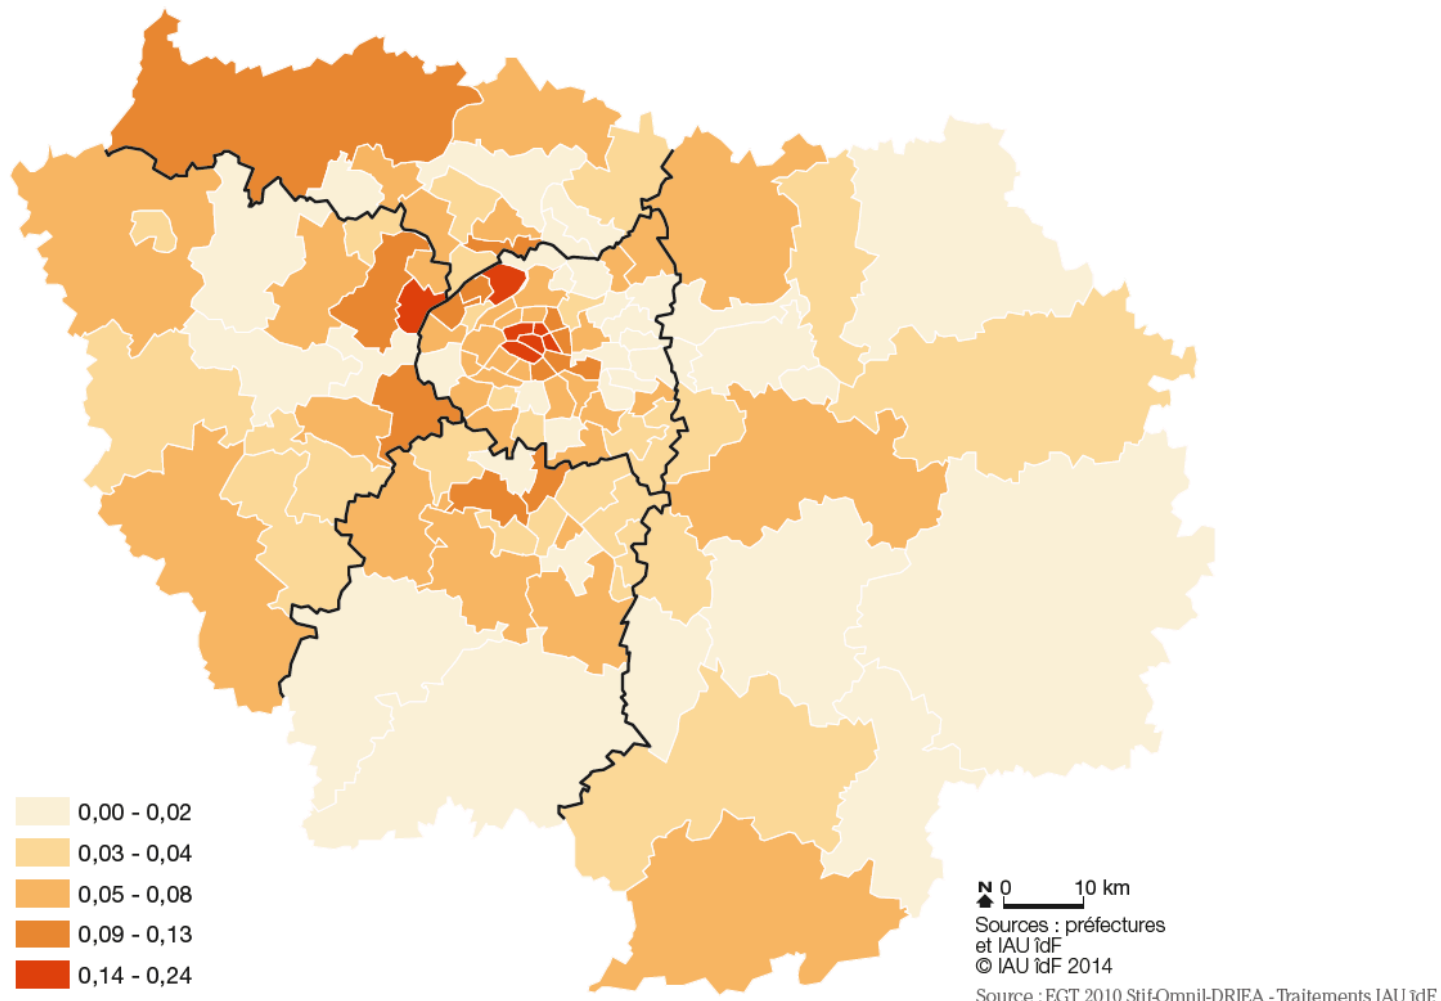 0,00 - 0,02
0,03 - 0,04
0,05 - 0,08
0,09 - 0,13
0,14 - 0,24
N 0 10 km
Sources : préfectures
et IAU îdF
© IAU îdF 2014
Source : EGT 2010 Stif-Omnil-DRIEA - Traitements IAU îdF